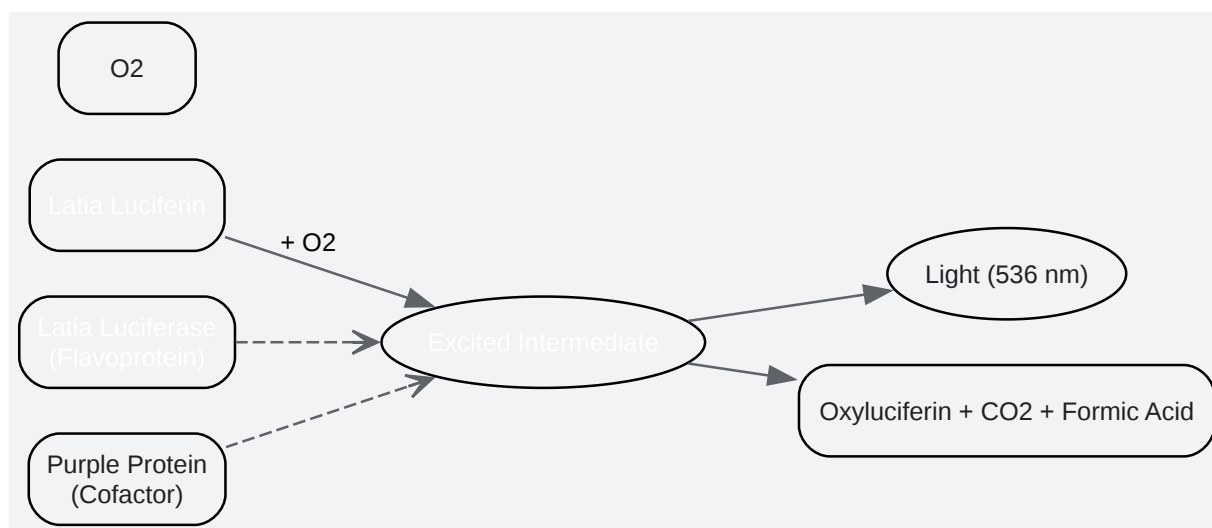 O2
Latia Luciferin
+ O2
Latia Luciferase
(Flavoprotein)
Purple Protein
(Cofactor)
Excited Intermediate
Light (536 nm)
Oxyluciferin + CO2 + Formic Acid